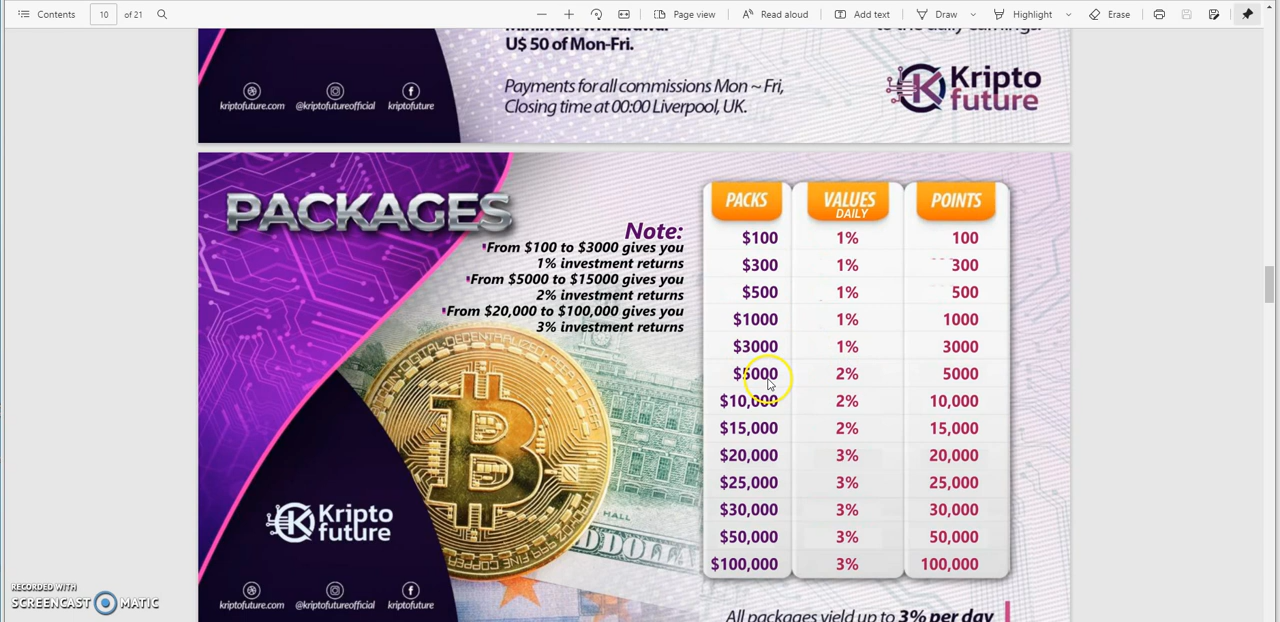 Contents
10 of 21
Page view
Read aloud
Add text
Draw
Highlight
Erase
U$ 50 of Mon-Fri.
Payments for all commissions Mon ~ Fri,
Closing time at 00:00 Liverpool, UK.
kriptofuture.com @kriptofutureofficial kriptofuture
Kripto
future
PACKAGES
Note:
From $100 to $3000 gives you
1% investment returns
From $5000 to $15000 gives you
2% investment returns
From $20,000 to $100,000 gives you
3% investment returns
PACKS VALUES DAILY POINTS
$100 1% 100
$300 1% 300
$500 1% 500
$1000 1% 1000
$3000 1% 3000
$5000 2% 5000
$10,000 2% 10,000
$15,000 2% 15,000
$20,000 3% 20,000
$25,000 3% 25,000
$30,000 3% 30,000
$50,000 3% 50,000
$100,000 3% 100,000
Kripto
future
kriptofuture.com @kriptofutureofficial kriptofuture
All packages yield up to 3% per day
RECORDED WITH
SCREENCAST MATIC